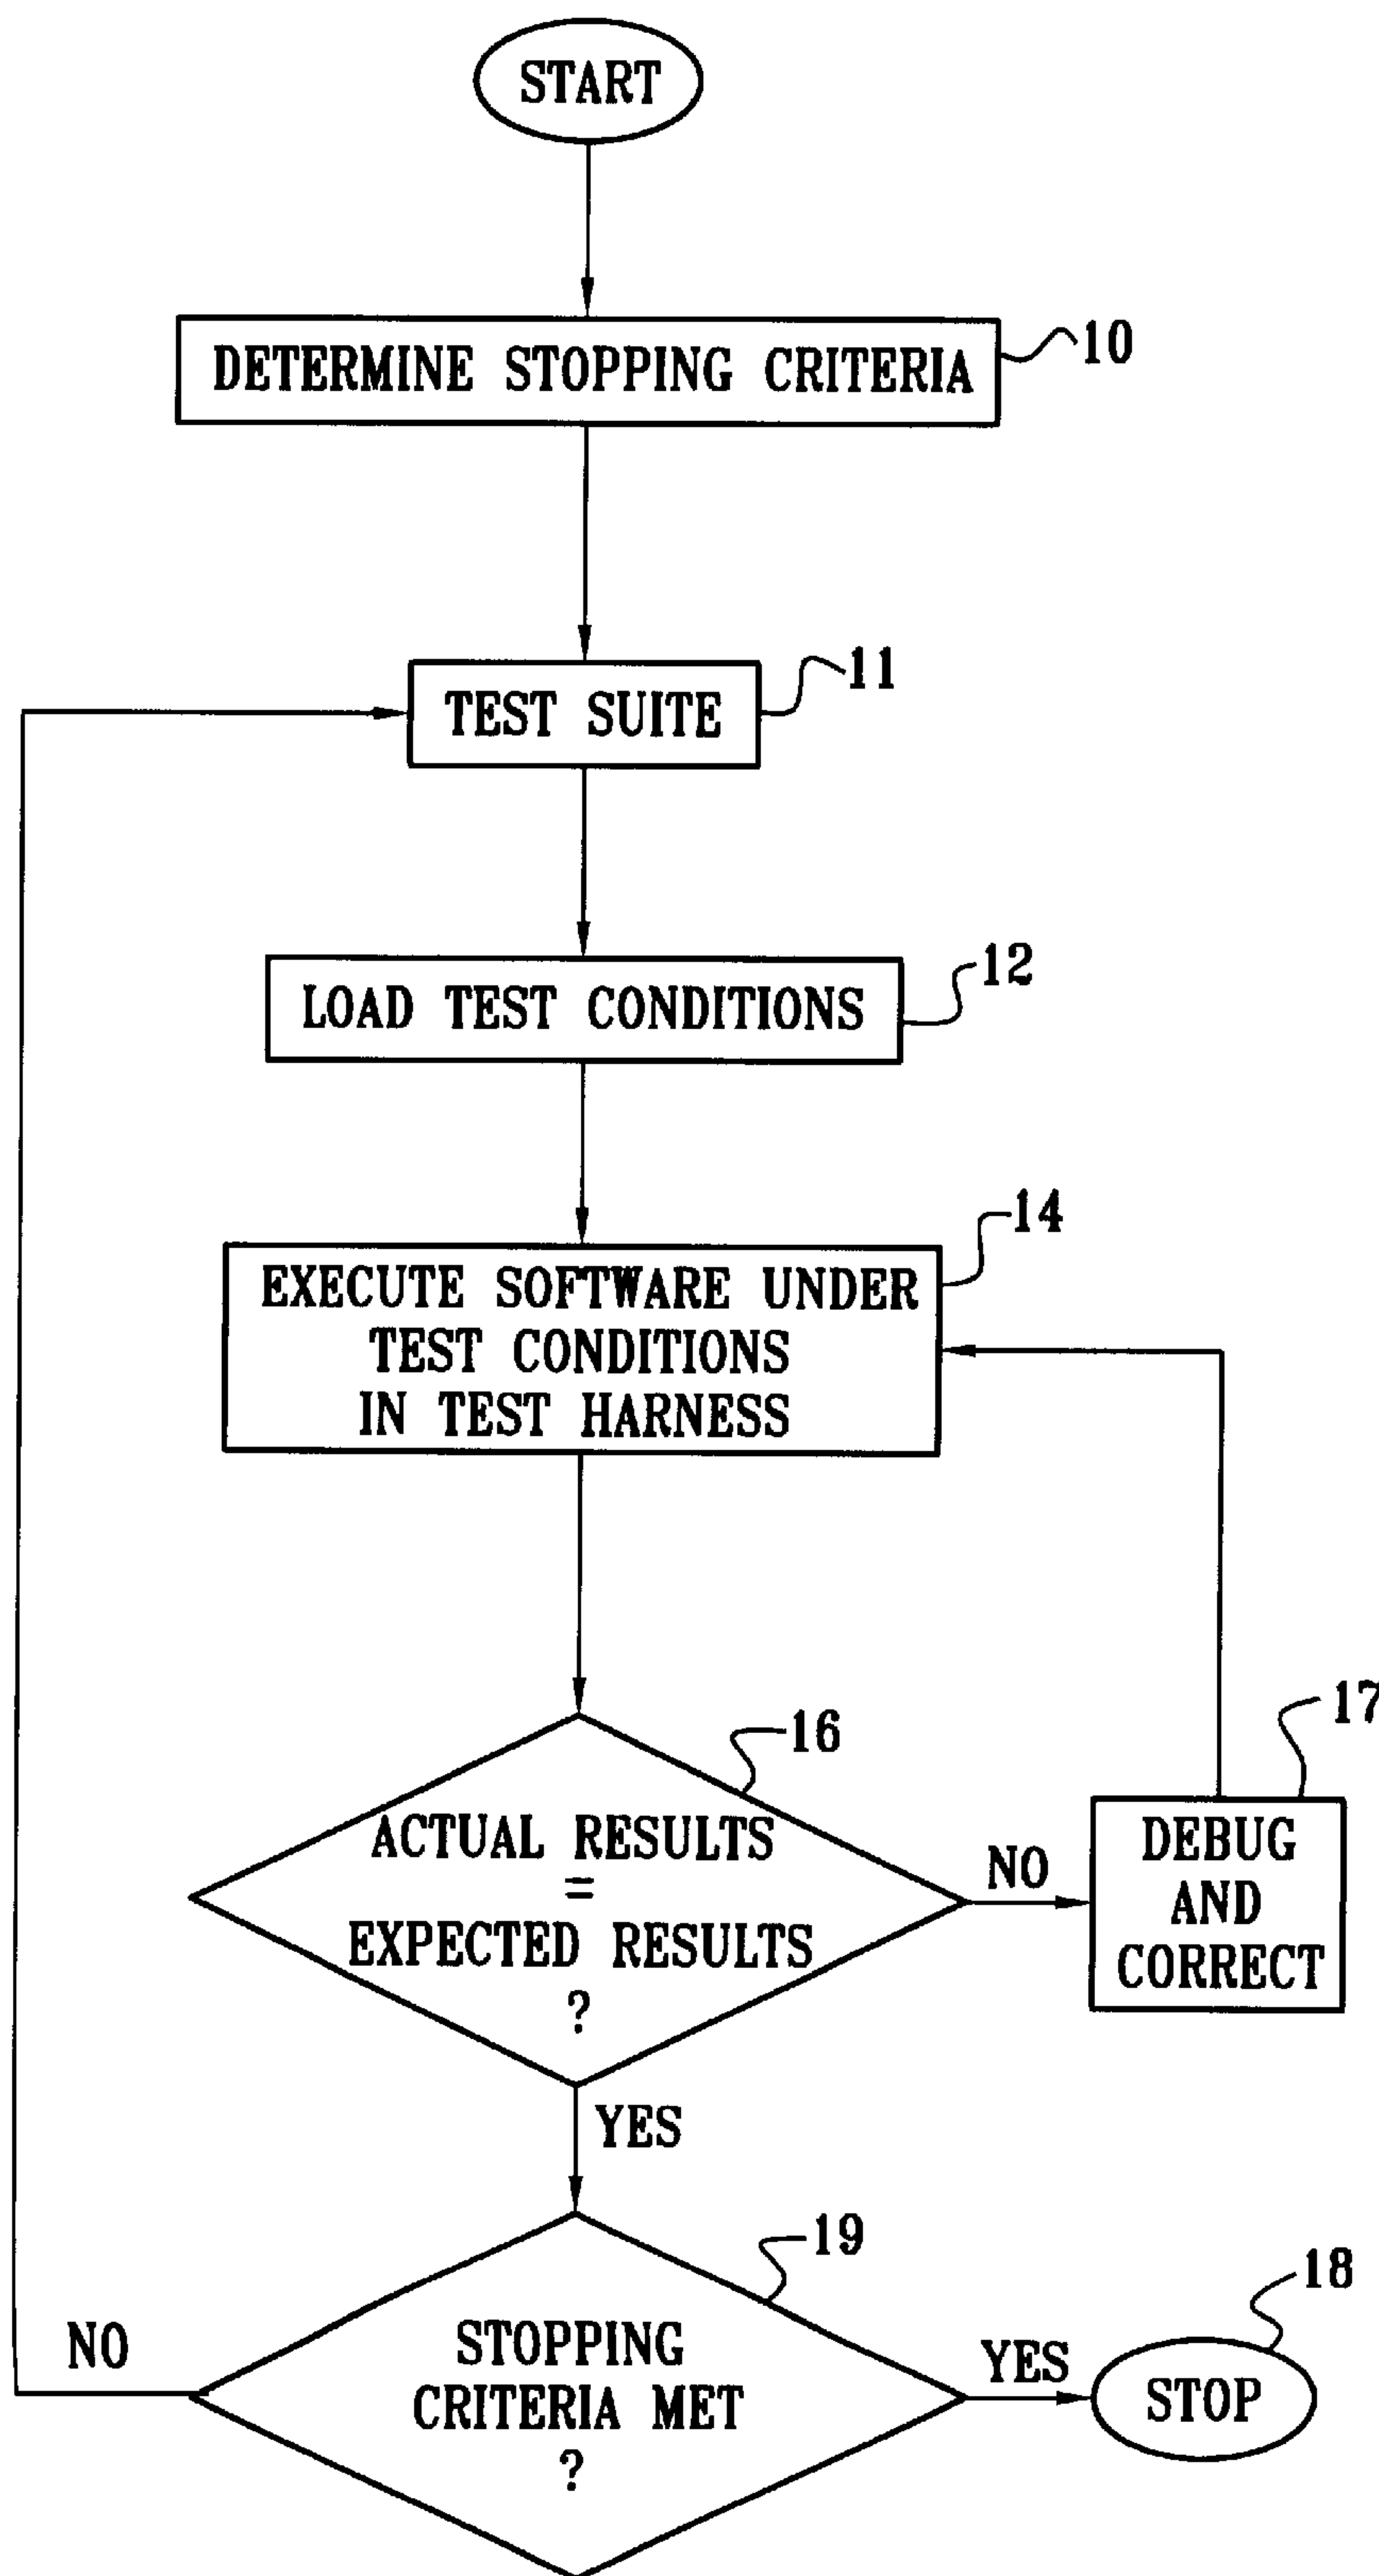 START
DETERMINE STOPPING CRITERIA
10
TEST SUITE
11
LOAD TEST CONDITIONS
12
EXECUTE SOFTWARE UNDER
TEST CONDITIONS
IN TEST HARNESS
14
ACTUAL RESULTS
=
EXPECTED RESULTS
?
16
NO
DEBUG
AND
CORRECT
17
YES
STOPPING
CRITERIA MET
?
19
NO
YES
STOP
18